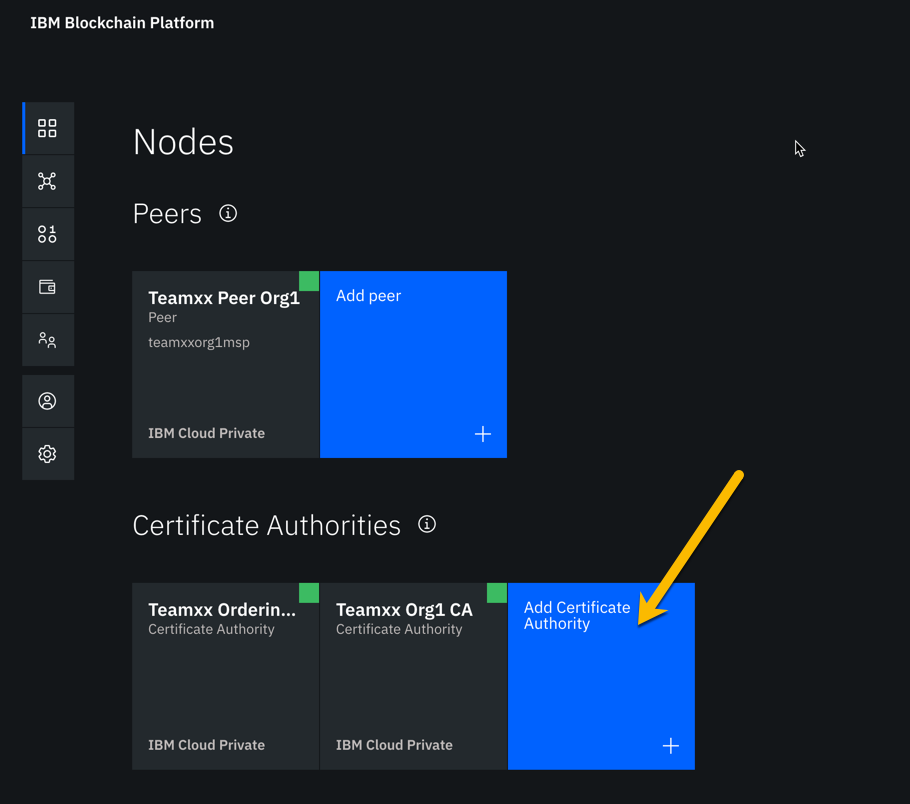 IBM Blockchain Platform
Nodes
Peers
Teamxx Peer Org1
Peer
teamxxorg1msp
IBM Cloud Private
Add peer
Certificate Authorities
Teamxx Orderin...
Certificate Authority
IBM Cloud Private
Teamxx Org1 CA
Certificate Authority
IBM Cloud Private
Add Certificate
Authority